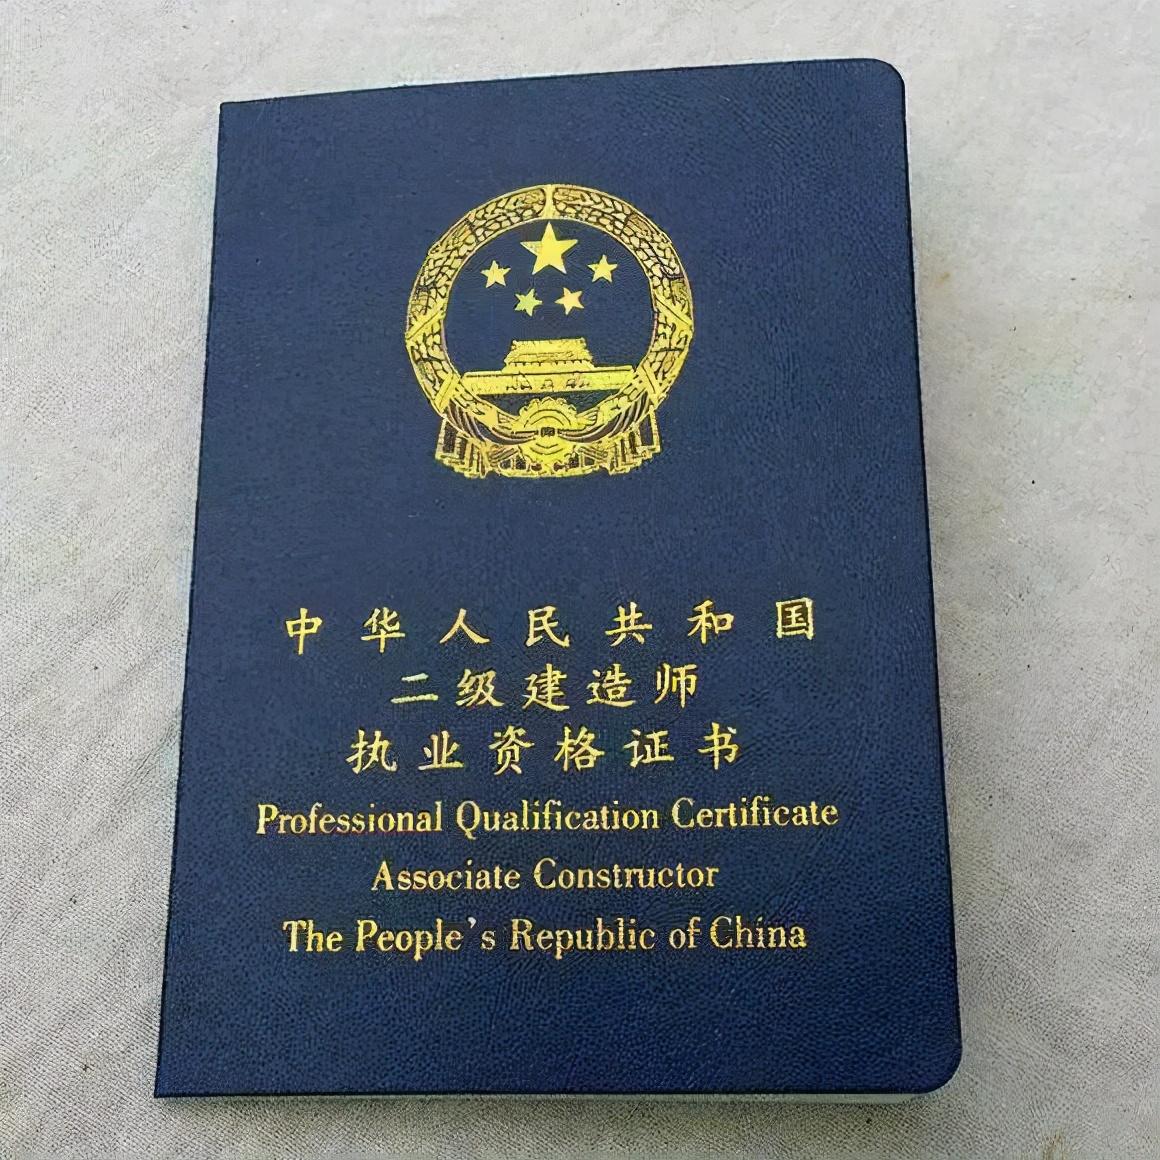 中华人民共和国
二级建造师
执业资格证书
Professional Qualification Certificate
Associate Constructor
The People's Republic of China